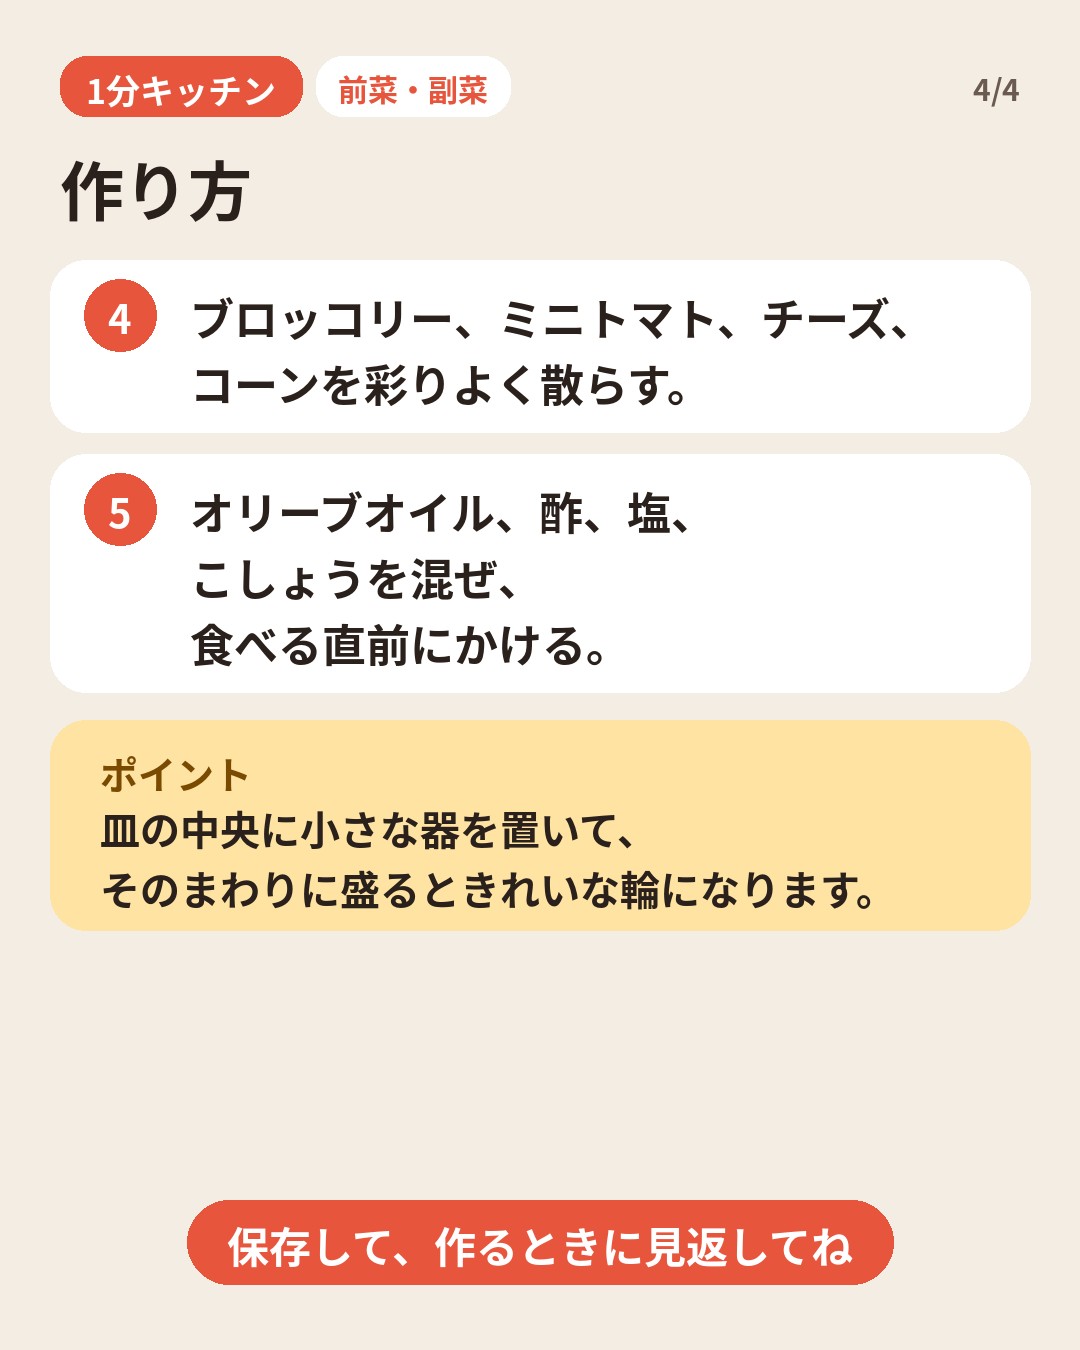 1分キッチン
前菜・副菜
4/4
作り方
4
ブロッコリー、ミニトマト、チーズ、
コーンを彩りよく散らす。
5
オリーブオイル、酢、塩、
こしょうを混ぜ、
食べる直前にかける。
ポイント
皿の中央に小さな器を置いて、
そのまわりに盛るときれいな輪になります。
保存して、作るときに見返してね